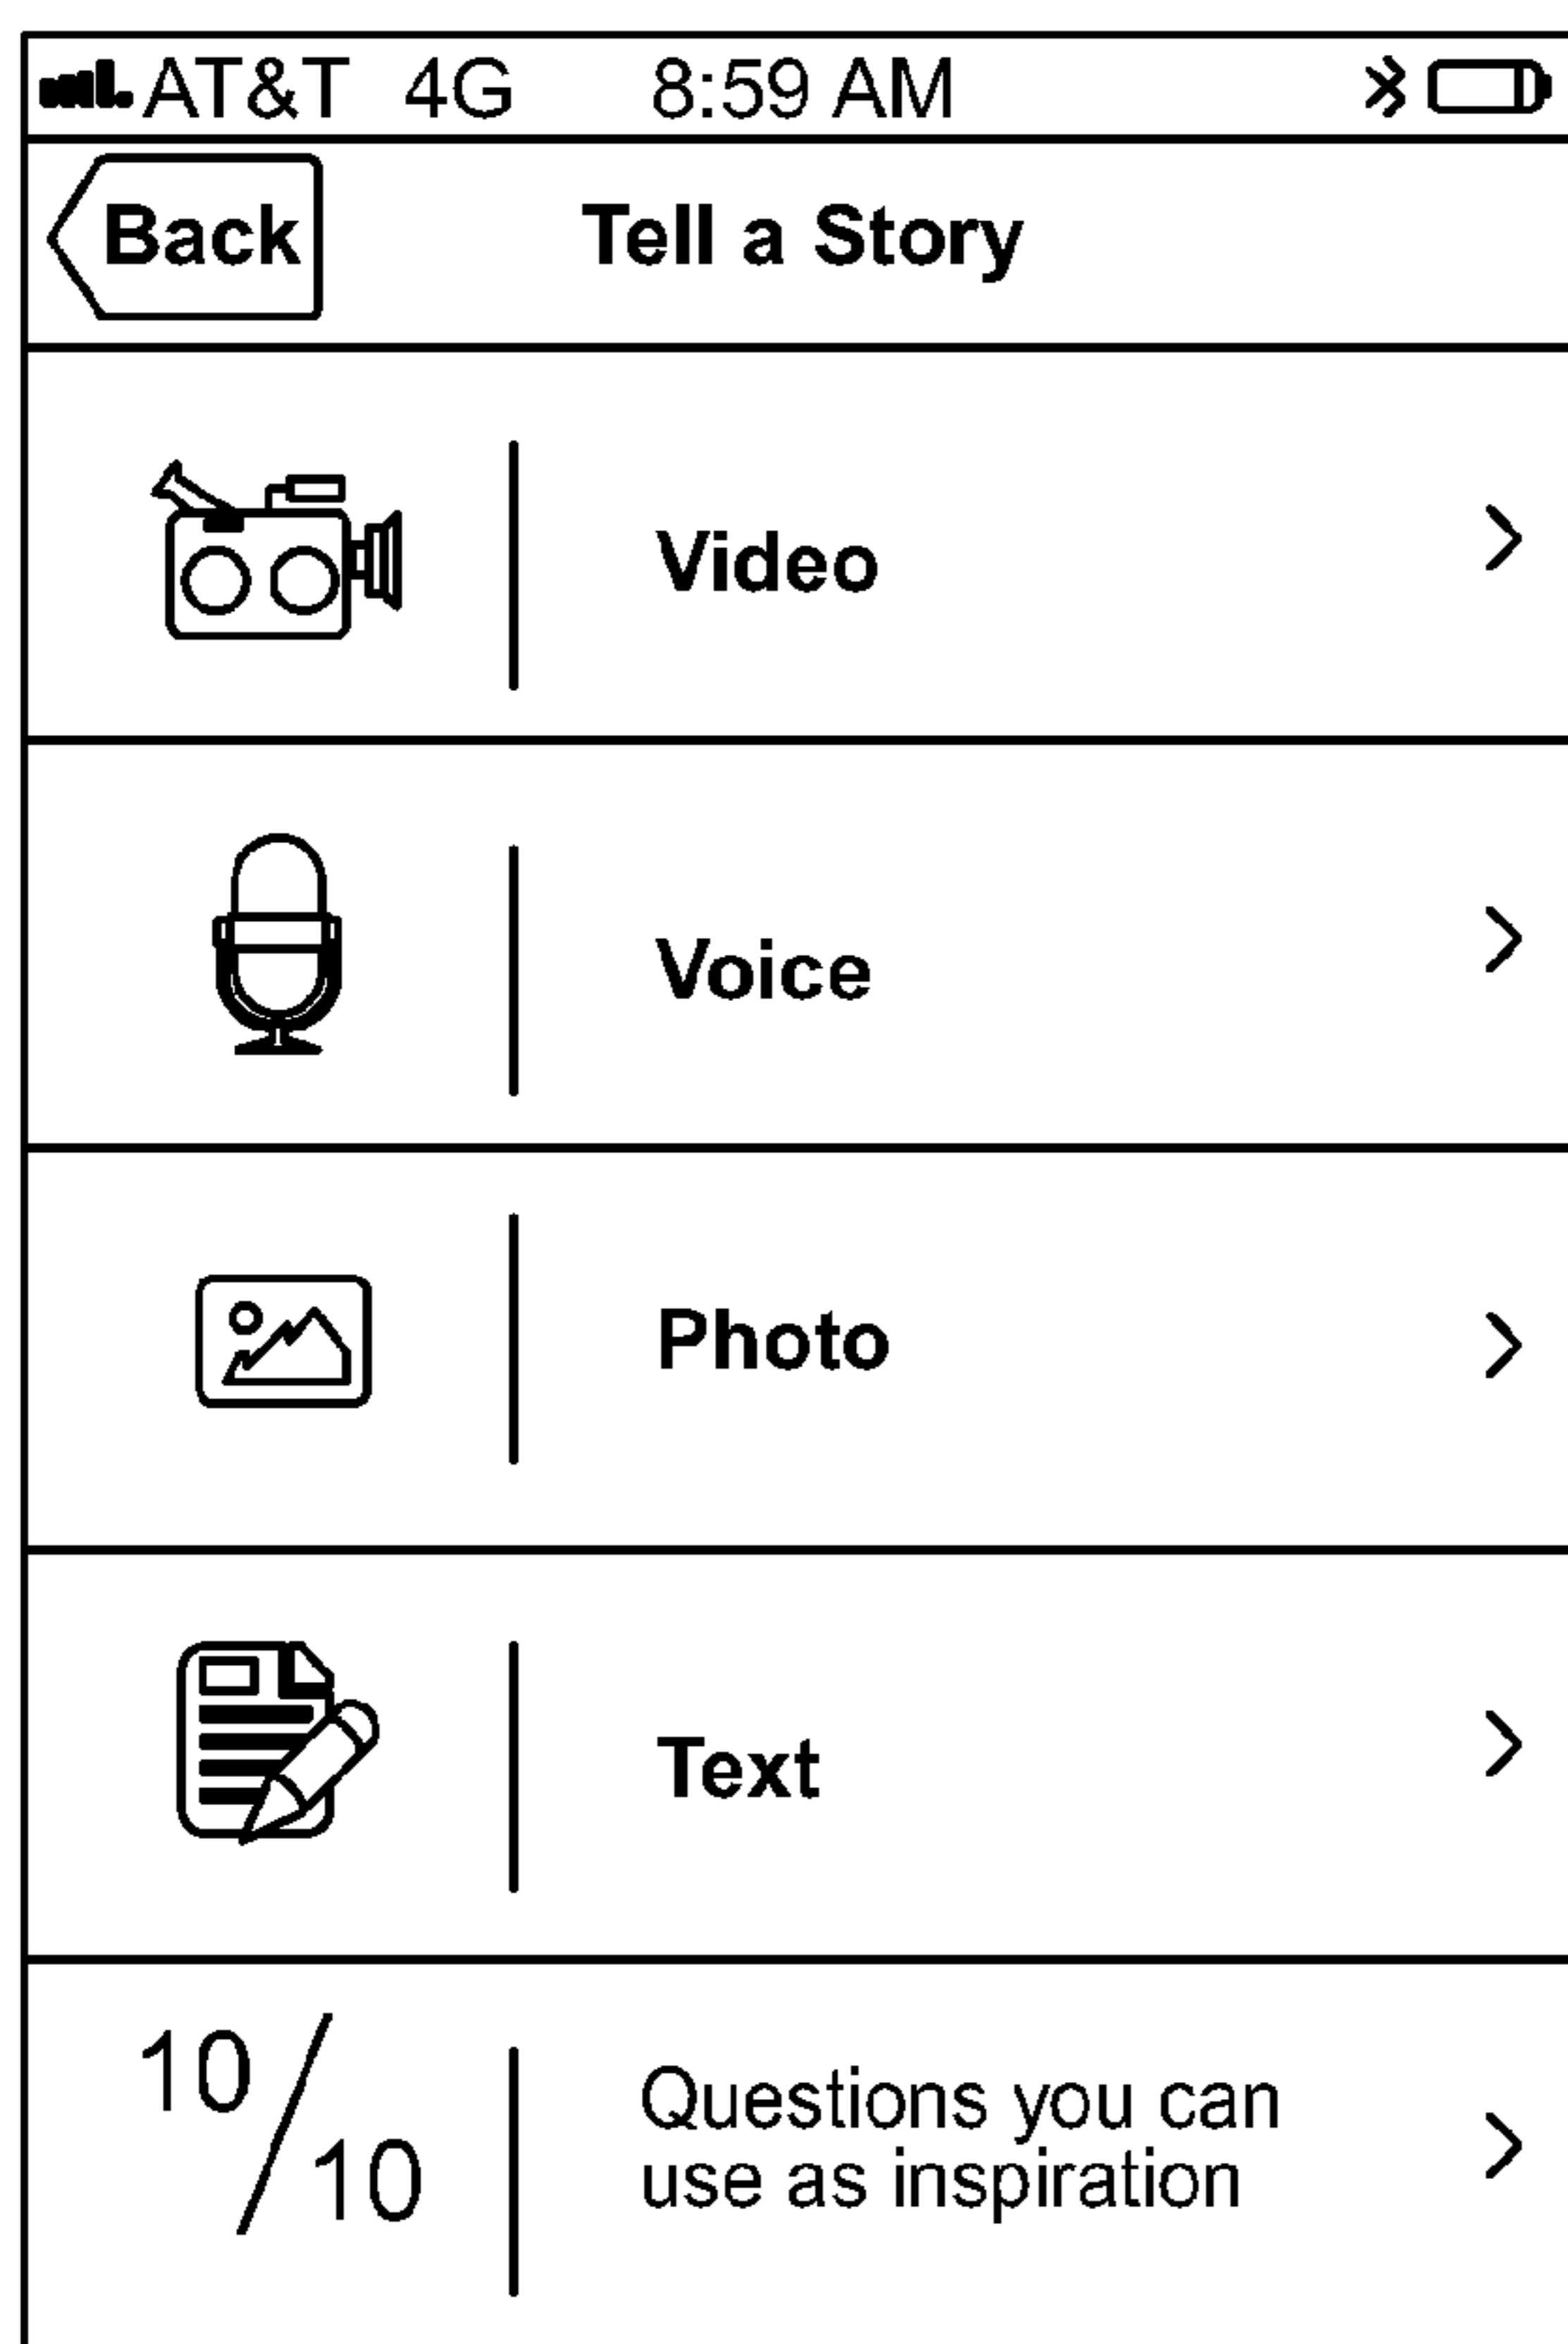 AT&T 4G 8:59 AM
Back Tell a Story
Video
Voice
Photo
Text
10/10 Questions you can
use as inspiration